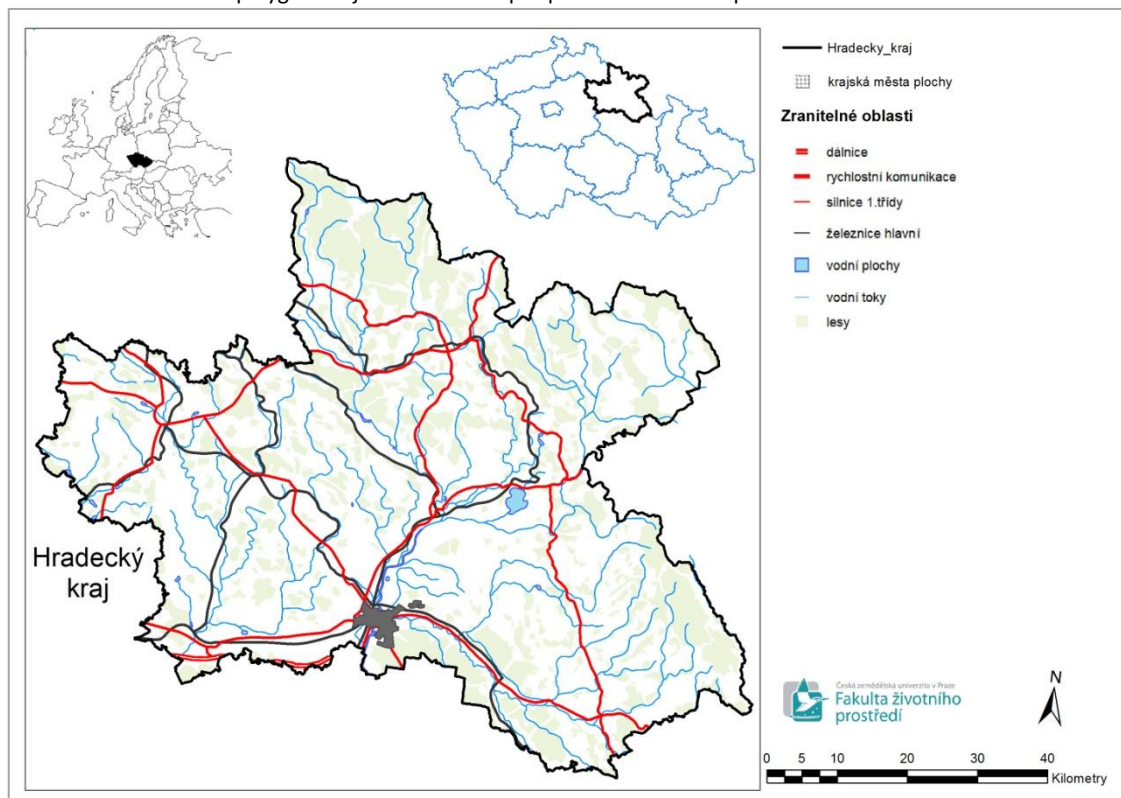 Hradecky_kraj
krajská města plochy
Zranitelné oblasti
dálnice
rychlostní komunikace
silnice 1.třídy
železnice hlavní
vodní plochy
vodní toky
lesy
Hradecký
kraj
Česká zemědělská univerzita v Praze
Fakulta životního
prostředí
N
0 5 10 20 30 40
Kilometry